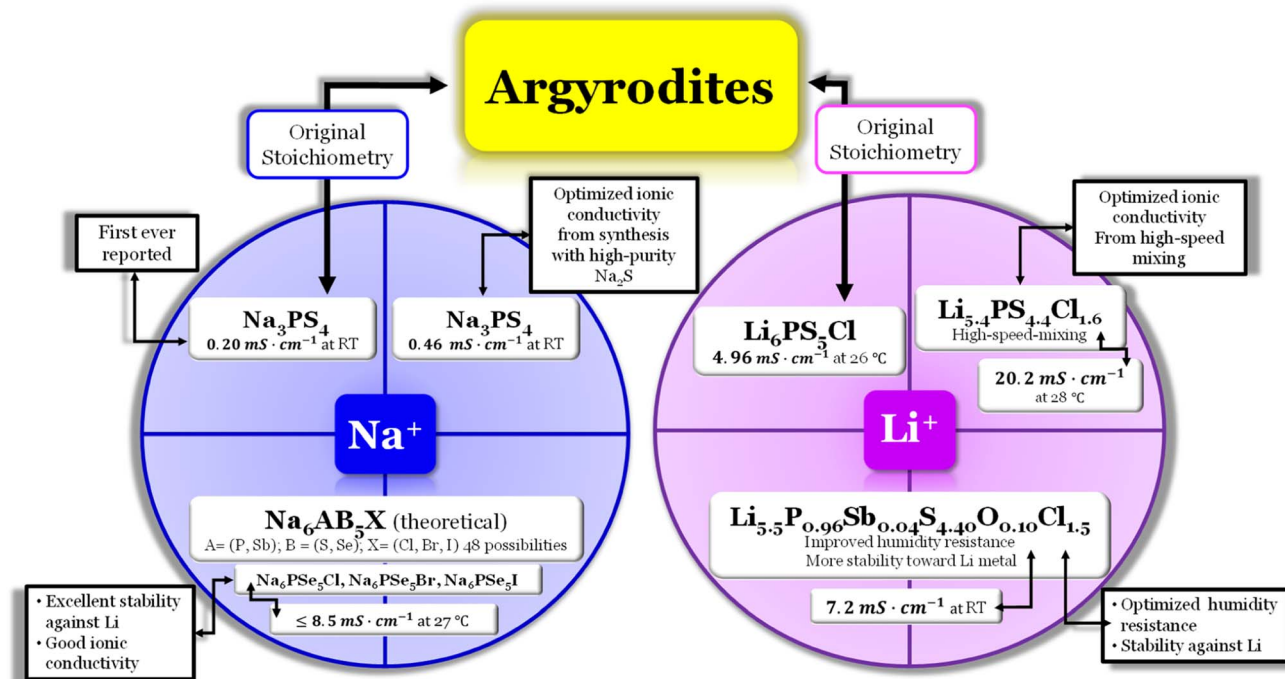 Argyrodites
Original
Stoichiometry
Original
Stoichiometry
First ever
reported
Optimized ionic
conductivity
from synthesis
with high-purity
Na₂S
Na₃PS₄
0.20 mS · cm⁻¹ at RT
Na₃PS₄
0.46 mS · cm⁻¹ at RT
Na⁺
Na₆AB₅X (theoretical)
A= (P, Sb); B = (S, Se); X= (Cl, Br, I) 48 possibilities
Na₆PSe₅Cl, Na₆PSe₅Br, Na₆PSe₅I
≤ 8.5 mS · cm⁻¹ at 27 °C
• Excellent stability
against Li
• Good ionic
conductivity
Optimized ionic
conductivity
From high-speed
mixing
Li₆PS₅Cl
4.96 mS · cm⁻¹ at 26 °C
Li₅.₄PS₄.₄Cl₁.₆
High-speed-mixing
20.2 mS · cm⁻¹
at 28 °C
Li⁺
Li₅.₅P₀.₉₆Sb₀.₀₄S₄.₄₀O₀.₁₀Cl₁.₅
Improved humidity resistance
More stability toward Li metal
7.2 mS · cm⁻¹ at RT
• Optimized humidity
resistance
• Stability against Li